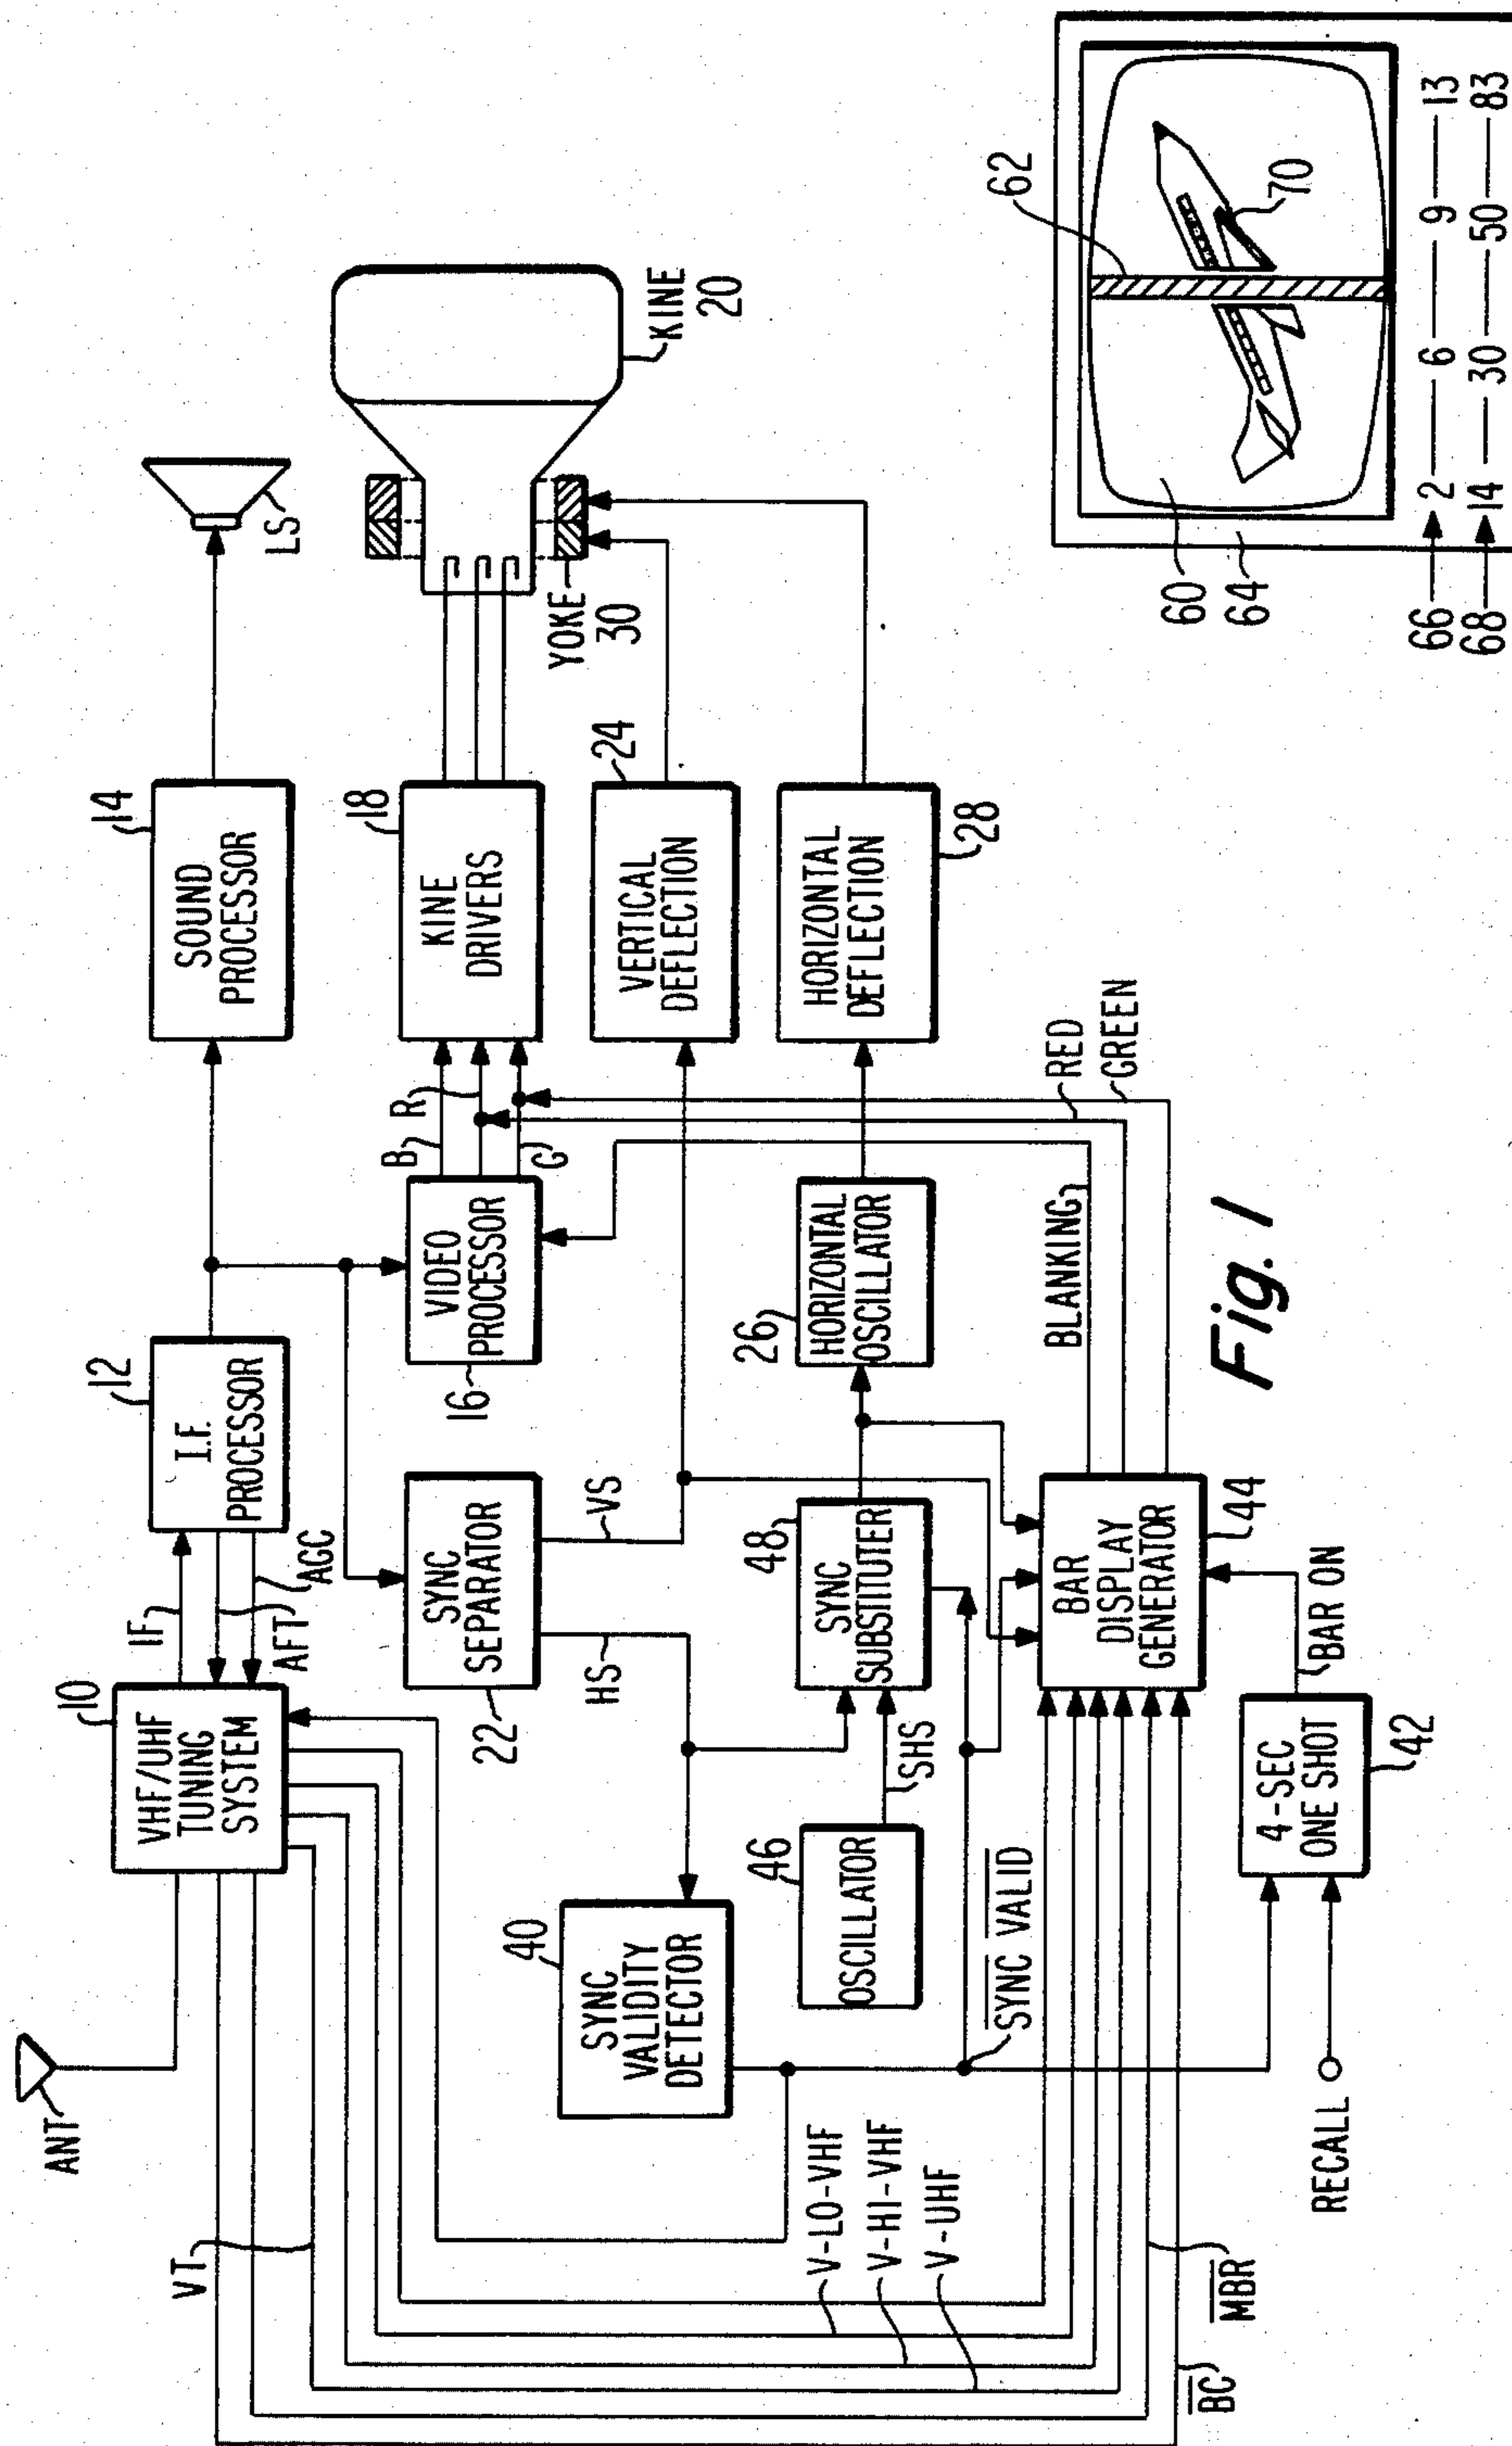 ANT
10
VHF/UHF
TUNING
SYSTEM
IF
AFT
AGC
12
I.F.
PROCESSOR
14
SOUND
PROCESSOR
LS
VT
22
SYNC
SEPARATOR
HS
VS
16
VIDEO
PROCESSOR
B
R
G
18
KINE
DRIVERS
KINE
20
YOKE
30
24
VERTICAL
DEFLECTION
40
SYNC
VALIDITY
DETECTOR
46
OSCILLATOR
SHS
48
SYNC
SUBSTITUTER
26
HORIZONTAL
OSCILLATOR
HORIZONTAL
DEFLECTION
28
V-LO-VHF
V-HI-VHF
V-UHF
SYNC VALID
BAR
DISPLAY
GENERATOR
44
BLANKING
RED
GREEN
MBR
BC
RECALL
4-SEC
ONE SHOT
42
BAR ON
Fig. 1
60
62
64
70
66 2 6 9 13
68 14 30 50 83